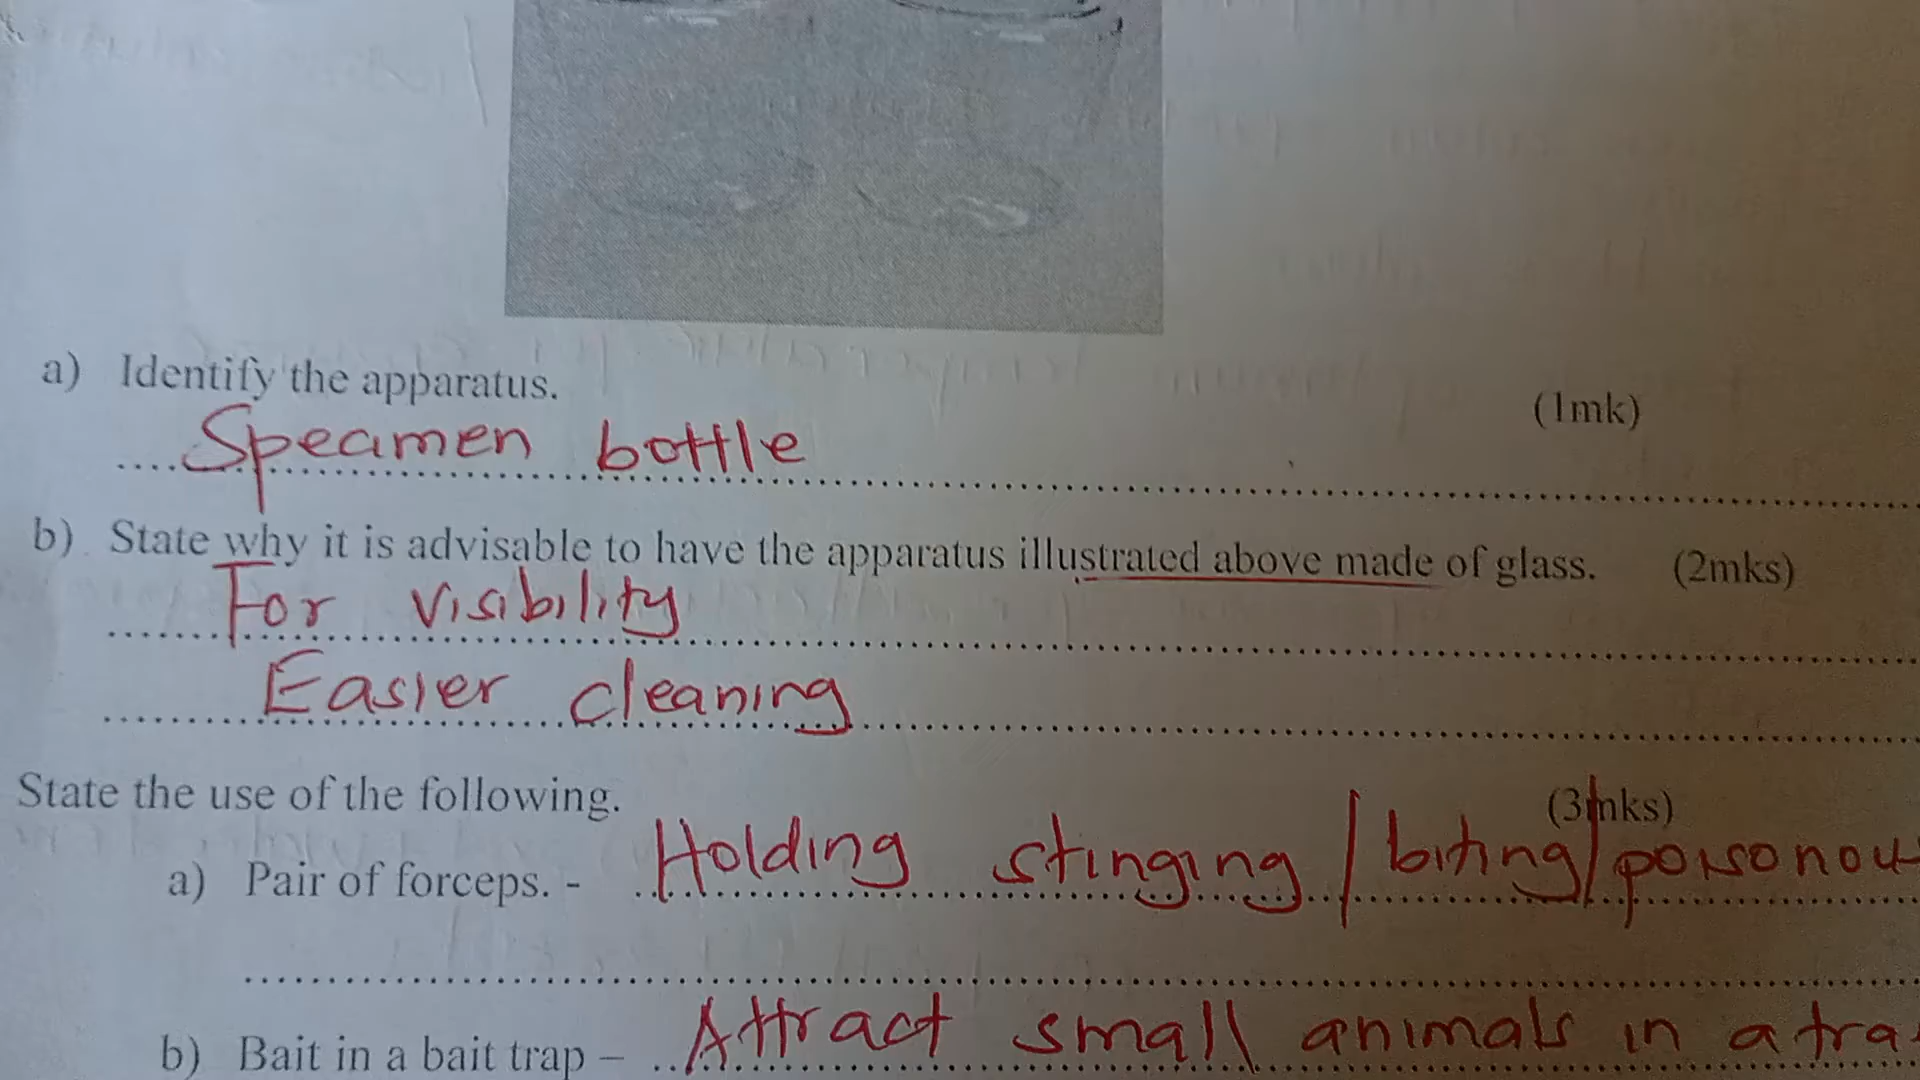 a) Identify the apparatus. (1mk)
Specimen bottle
b) State why it is advisable to have the apparatus illustrated above made of glass. (2mks)
For visibility
Easier cleaning
State the use of the following. (3mks)
a) Pair of forceps. - Holding stinging / biting / poisonou
b) Bait in a bait trap – Attract small animals in a tra